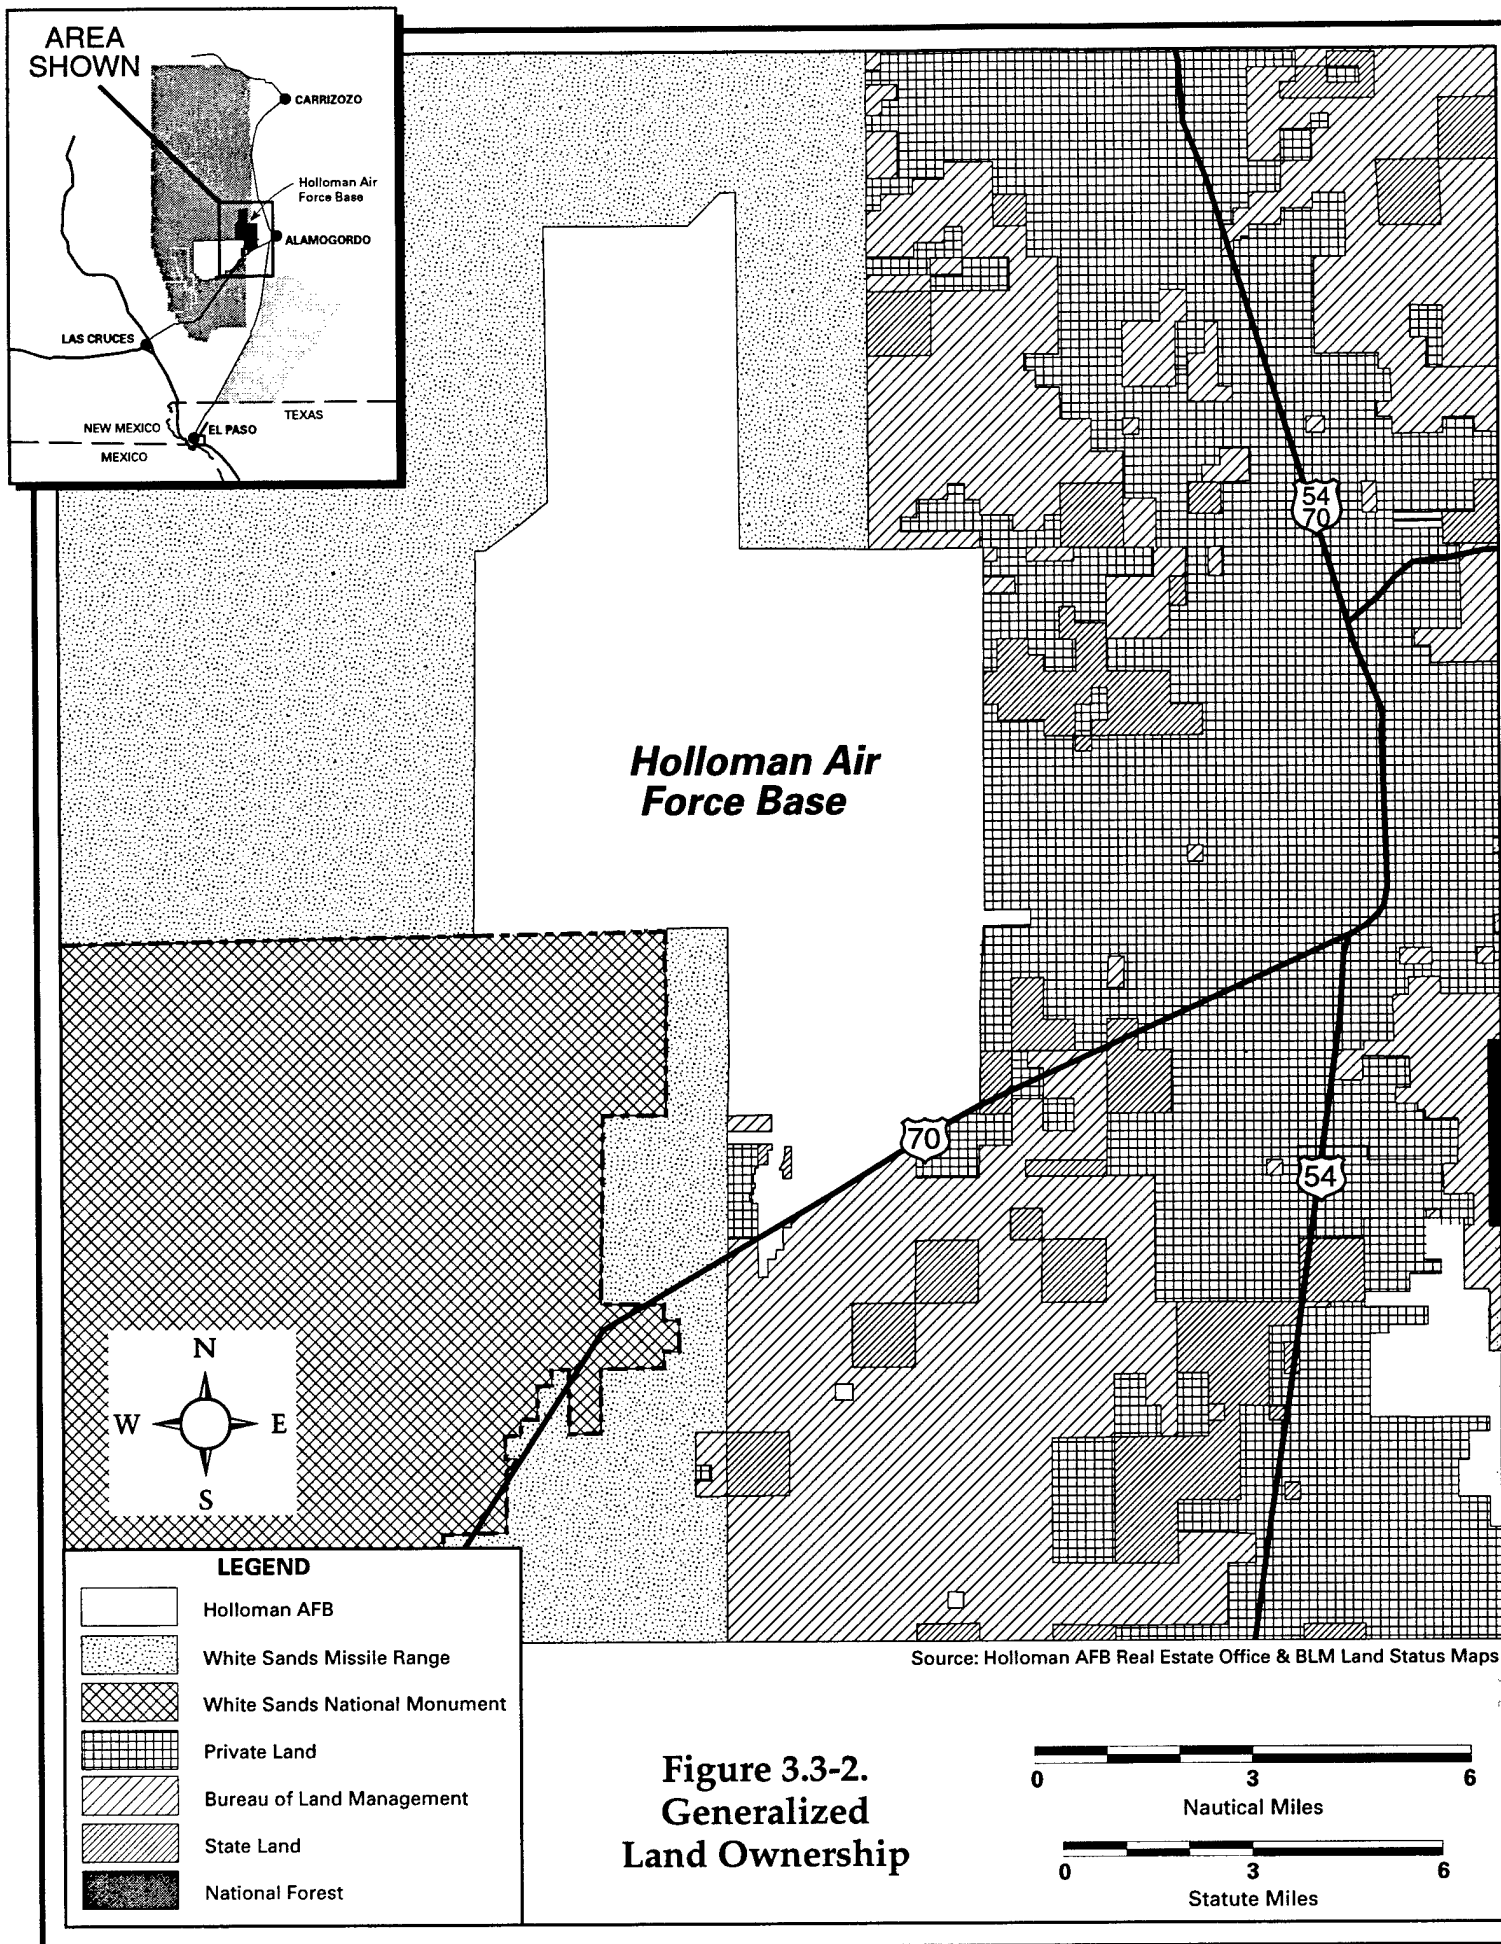 AREA
SHOWN
CARRIZOZO
Holloman Air
Force Base
ALAMOGORDO
LAS CRUCES
TEXAS
NEW MEXICO
EL PASO
MEXICO
54
70
Holloman Air
Force Base
70
54
N
W
E
S
LEGEND
Holloman AFB
White Sands Missile Range
White Sands National Monument
Private Land
Bureau of Land Management
State Land
National Forest
Source: Holloman AFB Real Estate Office & BLM Land Status Maps
Figure 3.3-2.
Generalized
Land Ownership
0 3 6
Nautical Miles
0 3 6
Statute Miles